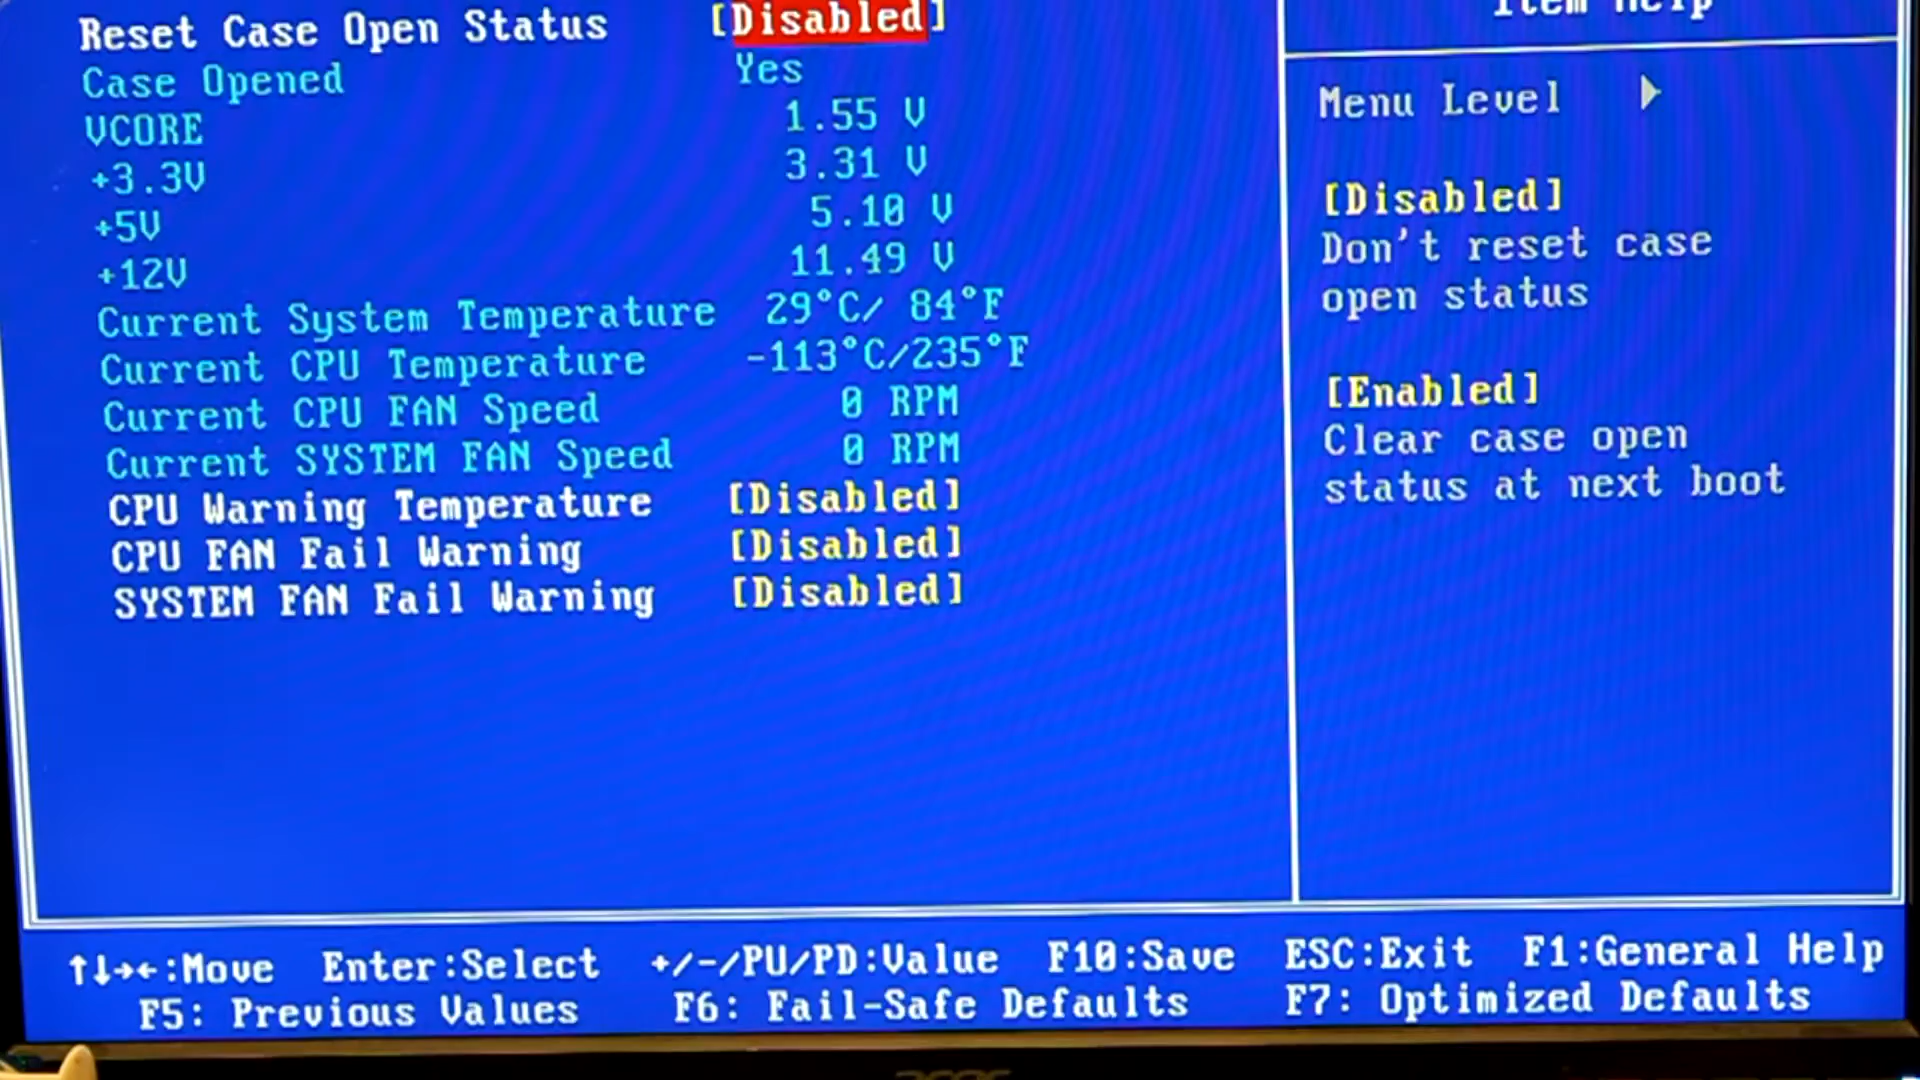 Item Help
Reset Case Open Status [Disabled]
Case Opened Yes
VCORE 1.55 V
+3.3V 3.31 V
+5V 5.10 V
+12V 11.49 V
Current System Temperature 29°C/ 84°F
Current CPU Temperature -113°C/235°F
Current CPU FAN Speed 0 RPM
Current SYSTEM FAN Speed 0 RPM
CPU Warning Temperature [Disabled]
CPU FAN Fail Warning [Disabled]
SYSTEM FAN Fail Warning [Disabled]
Menu Level ▶
[Disabled]
Don't reset case
open status
[Enabled]
Clear case open
status at next boot
↑↓→←:Move Enter:Select +/-/PU/PD:Value F10:Save ESC:Exit F1:General Help
F5: Previous Values F6: Fail-Safe Defaults F7: Optimized Defaults